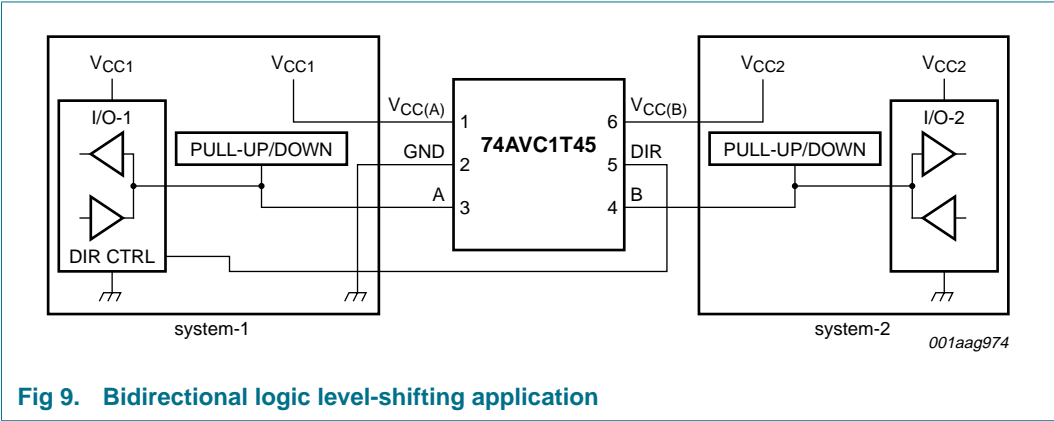 VCC1 VCC1 VCC2 VCC2
I/O-1 VCC(A) 1 6 VCC(B) I/O-2
PULL-UP/DOWN GND 2 74AVC1T45 5 DIR PULL-UP/DOWN
A 3 4 B
DIR CTRL
system-1 system-2
001aag974
Fig 9. Bidirectional logic level-shifting application